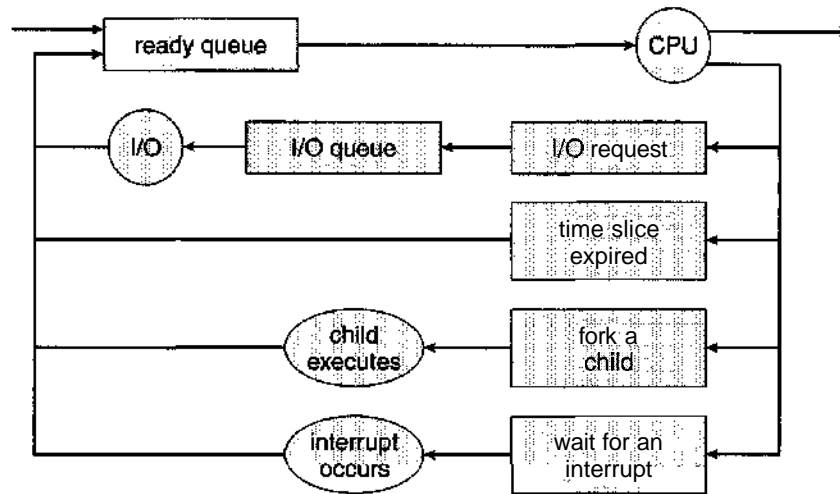 ready queue
CPU
I/O
I/O queue
I/O request
time slice
expired
child
executes
fork a
child
interrupt
occurs
wait for an
interrupt